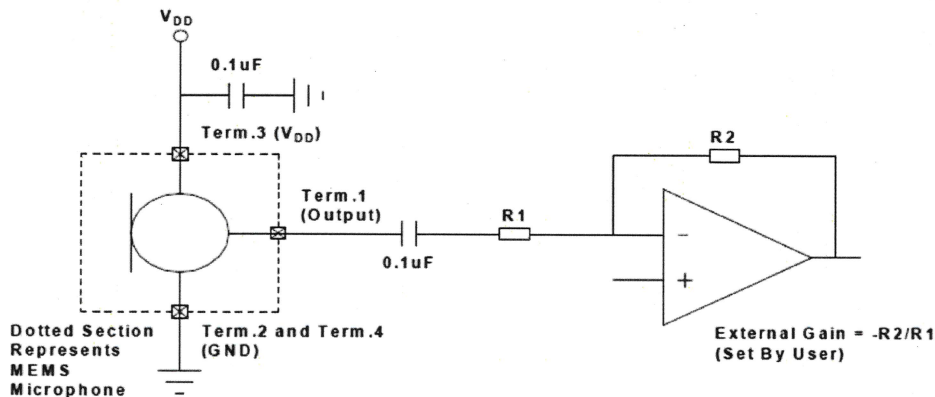 VDD
0.1uF
Term.3 (VDD)
R2
Term.1
(Output)
R1
0.1uF
Dotted Section
Represents
MEMS
Microphone
Term.2 and Term.4
(GND)
External Gain = -R2/R1
(Set By User)